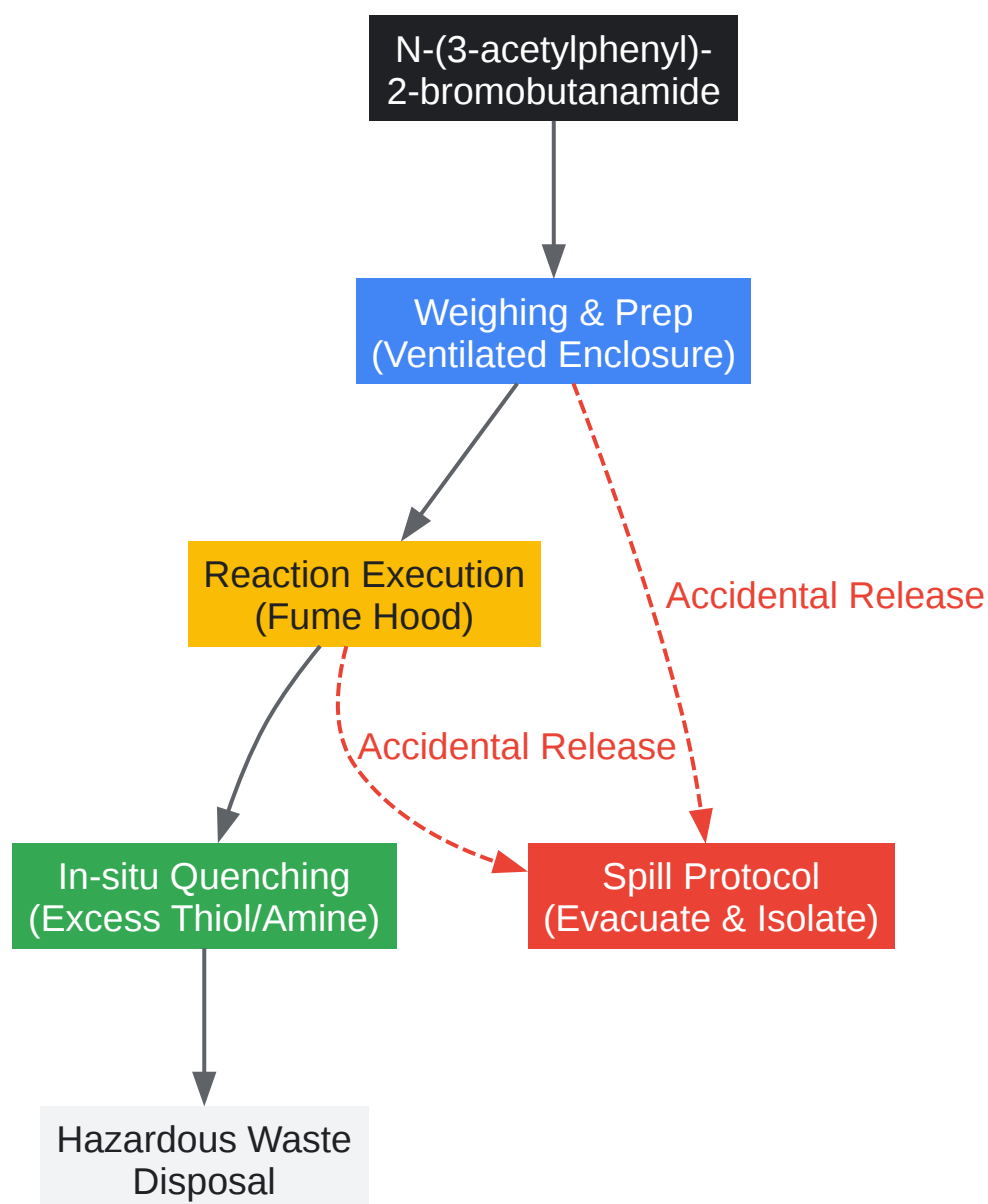 N-(3-acetylphenyl)-
2-bromobutanamide
Weighing & Prep
(Ventilated Enclosure)
Reaction Execution
(Fume Hood)
Accidental Release
Accidental Release
In-situ Quenching
(Excess Thiol/Amine)
Spill Protocol
(Evacuate & Isolate)
Hazardous Waste
Disposal